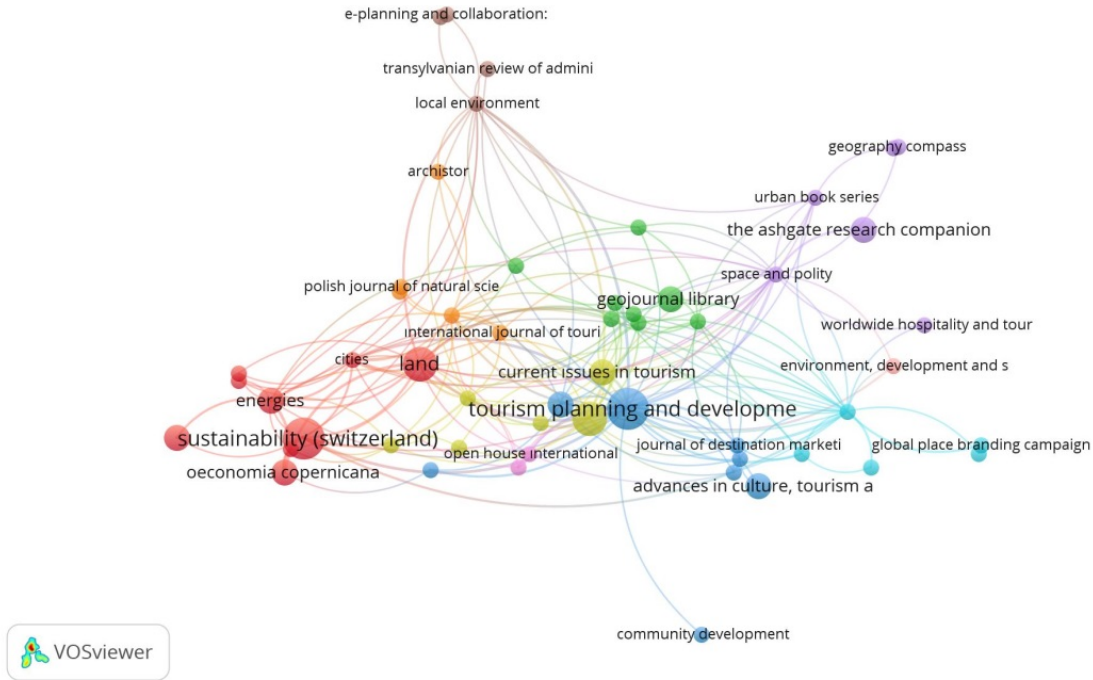 e-planning and collaboration:
transylvanian review of admini
local environment
geography compass
archistor
urban book series
the ashgate research companion
space and polity
polish journal of natural scie
geojournal library
international journal of touri
worldwide hospitality and tour
cities
land
current issues in tourism
environment, development and s
energies
tourism planning and developme
sustainability (switzerland)
journal of destination marketi
global place branding campaign
open house international
oeconomia copernicana
advances in culture, tourism a
community development
VOSviewer